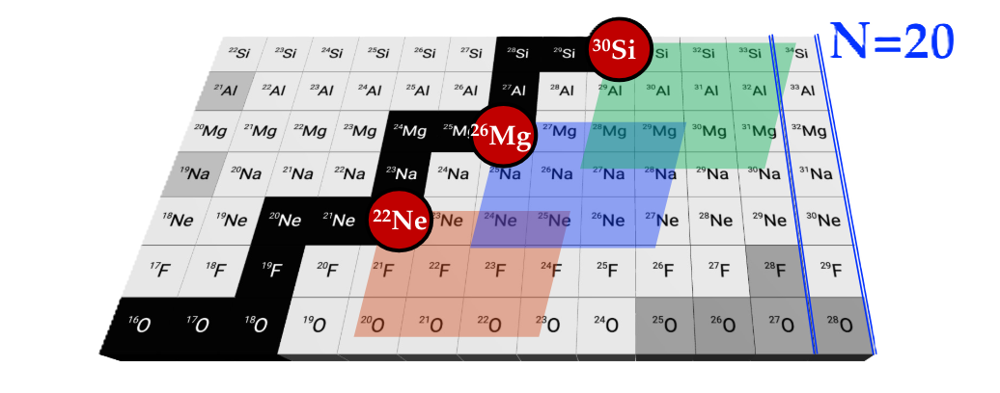 ²²Si ²³Si ²⁴Si ²⁵Si ²⁶Si ²⁷Si ²⁸Si ²⁹Si ³⁰Si Si ³²Si ³³Si ³⁴Si N=20
²¹Al ²²Al ²³Al ²⁴Al ²⁵Al ²⁶Al ²⁷Al ²⁸Al ²⁹Al ³⁰Al ³¹Al ³²Al ³³Al
²⁰Mg ²¹Mg ²²Mg ²³Mg ²⁴Mg ²⁵Mg ²⁶Mg ²⁷Mg ²⁸Mg ²⁹Mg ³⁰Mg ³¹Mg ³²Mg
¹⁹Na ²⁰Na ²¹Na ²²Na ²³Na ²⁴Na ²⁵Na ²⁶Na ²⁷Na ²⁸Na ²⁹Na ³⁰Na ³¹Na
¹⁸Ne ¹⁹Ne ²⁰Ne ²¹Ne ²²Ne ²³Ne ²⁴Ne ²⁵Ne ²⁶Ne ²⁷Ne ²⁸Ne ²⁹Ne ³⁰Ne
¹⁷F ¹⁸F ¹⁹F ²⁰F ²¹F ²²F ²³F ²⁴F ²⁵F ²⁶F ²⁷F ²⁸F ²⁹F
¹⁶O ¹⁷O ¹⁸O ¹⁹O ²⁰O ²¹O ²²O ²³O ²⁴O ²⁵O ²⁶O ²⁷O ²⁸O